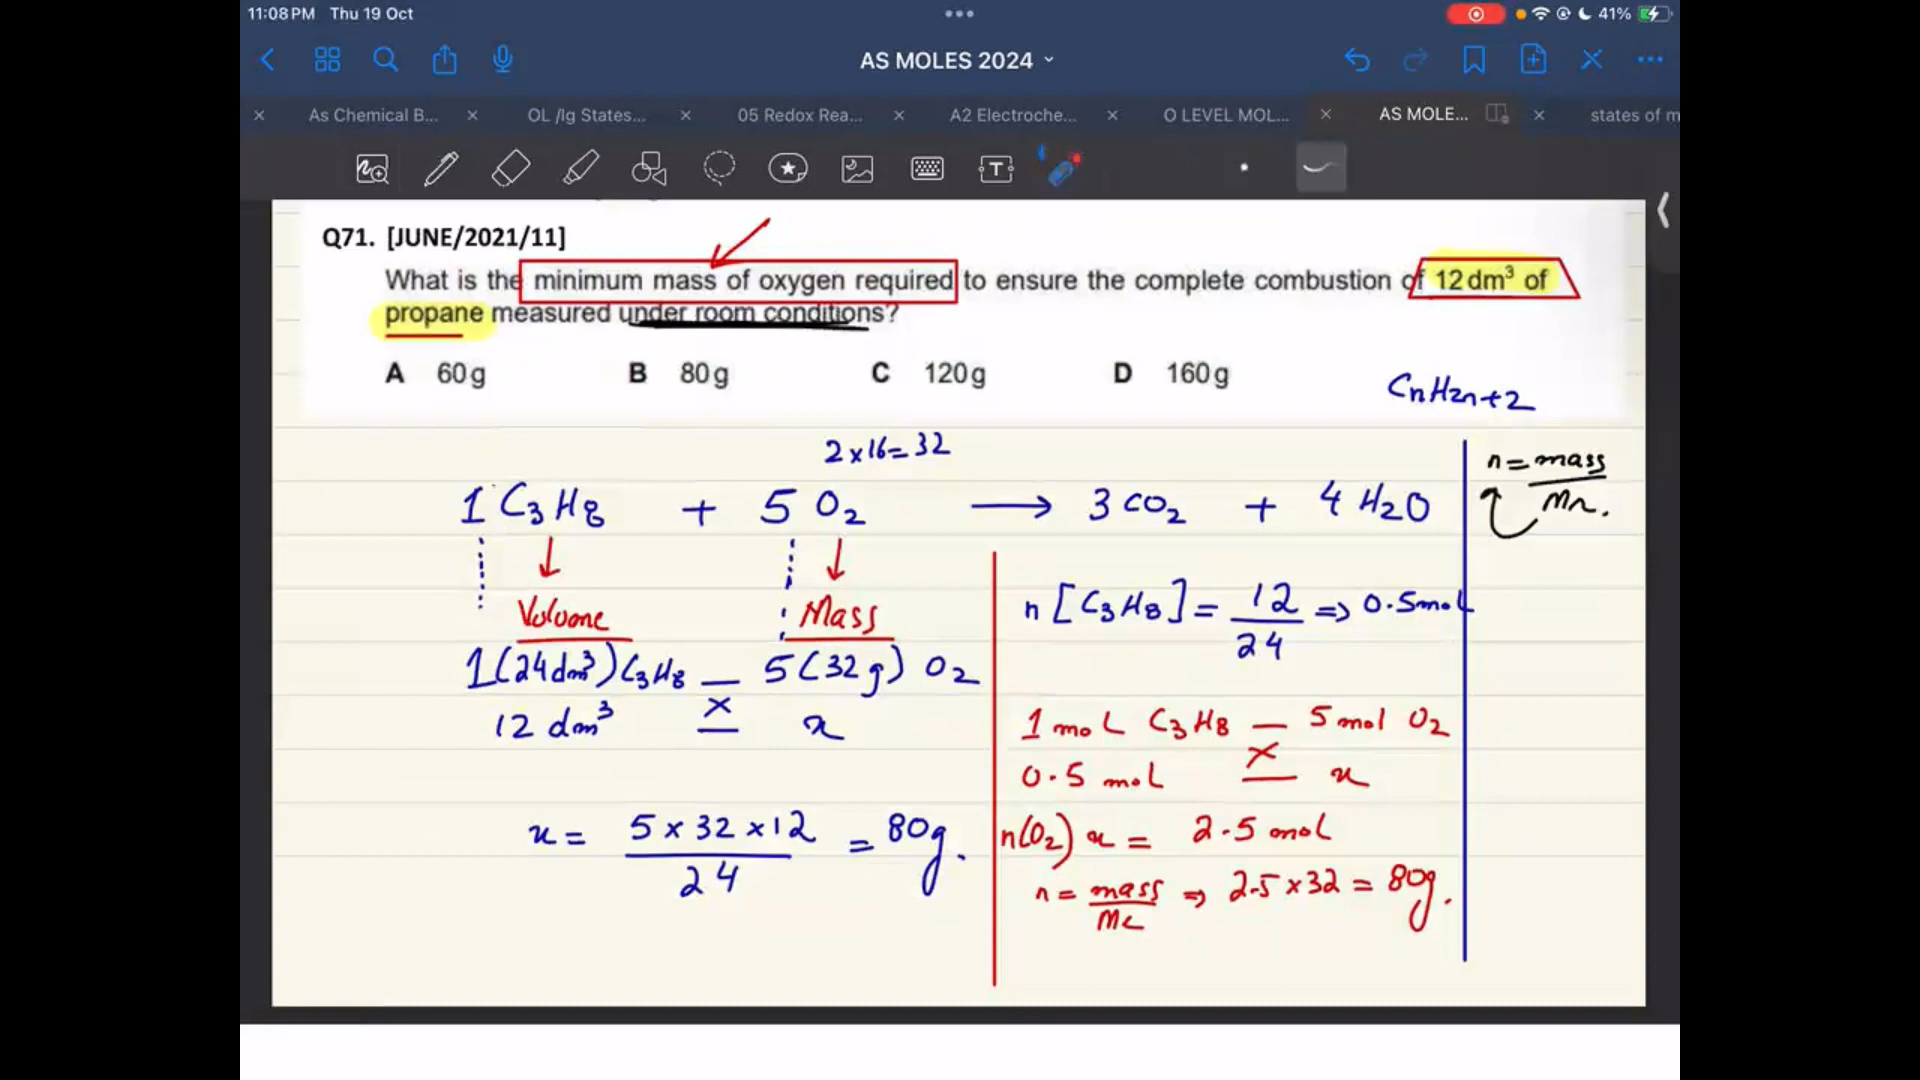 11:08 PM Thu 19 Oct
41%
AS MOLES 2024
As Chemical B...
OL /Ig States...
05 Redox Rea...
A2 Electroche...
O LEVEL MOL...
AS MOLE...
states of m
Q71. [JUNE/2021/11]
What is the minimum mass of oxygen required to ensure the complete combustion of 12 dm³ of
propane measured under room conditions?
A 60 g B 80 g C 120 g D 160 g
CnH2n+2
2×16=32
1 C₃H₈ + 5 O₂ ⟶ 3 CO₂ + 4 H₂O
n = mass / Mr.
Volume Mass
1(24dm³) C₃H₈ — 5(32g) O₂
12 dm³ × x
x = 5×32×12 / 24 = 80g.
n [C₃H₈] = 12 / 24 ⇒ 0.5mol
1 mol C₃H₈ — 5 mol O₂
0.5 mol × x
n(O₂) x = 2.5 mol
n = mass / Mr ⇒ 2.5×32 = 80g.